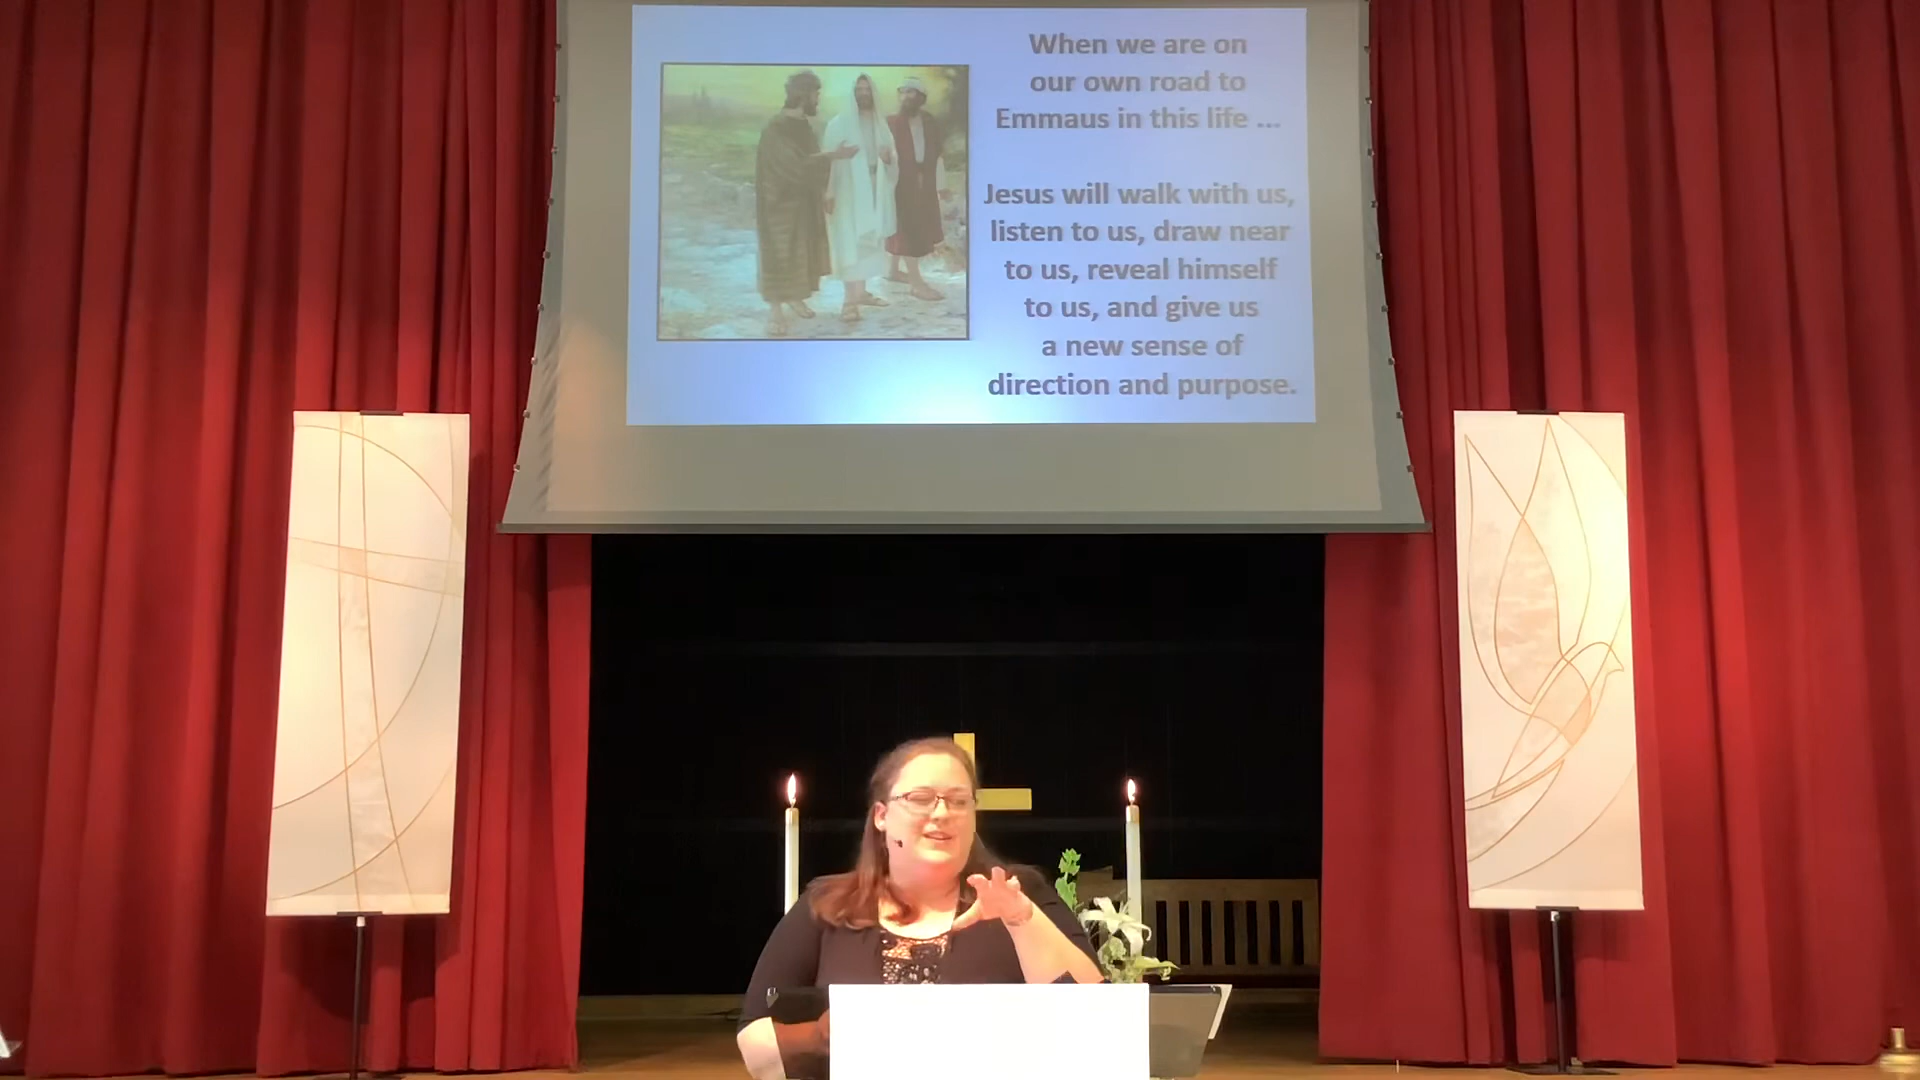 When we are on
our own road to
Emmaus in this life ...
Jesus will walk with us,
listen to us, draw near
to us, reveal himself
to us, and give us
a new sense of
direction and purpose.